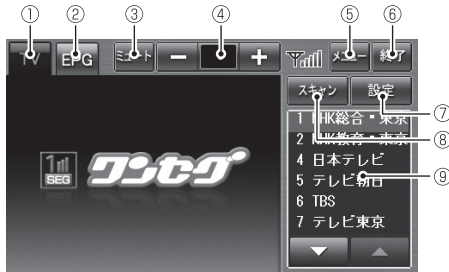 ① ② ③ ④ ⑤ ⑥
TV EPG ミュート − + メニュー 終了
スキャン 設定
⑦
⑧
1 NHK総合・東京
2 NHK教育・東京
4 日本テレビ
5 テレビ朝日
⑨
6 TBS
7 テレビ東京
1 SEG ワンセグ